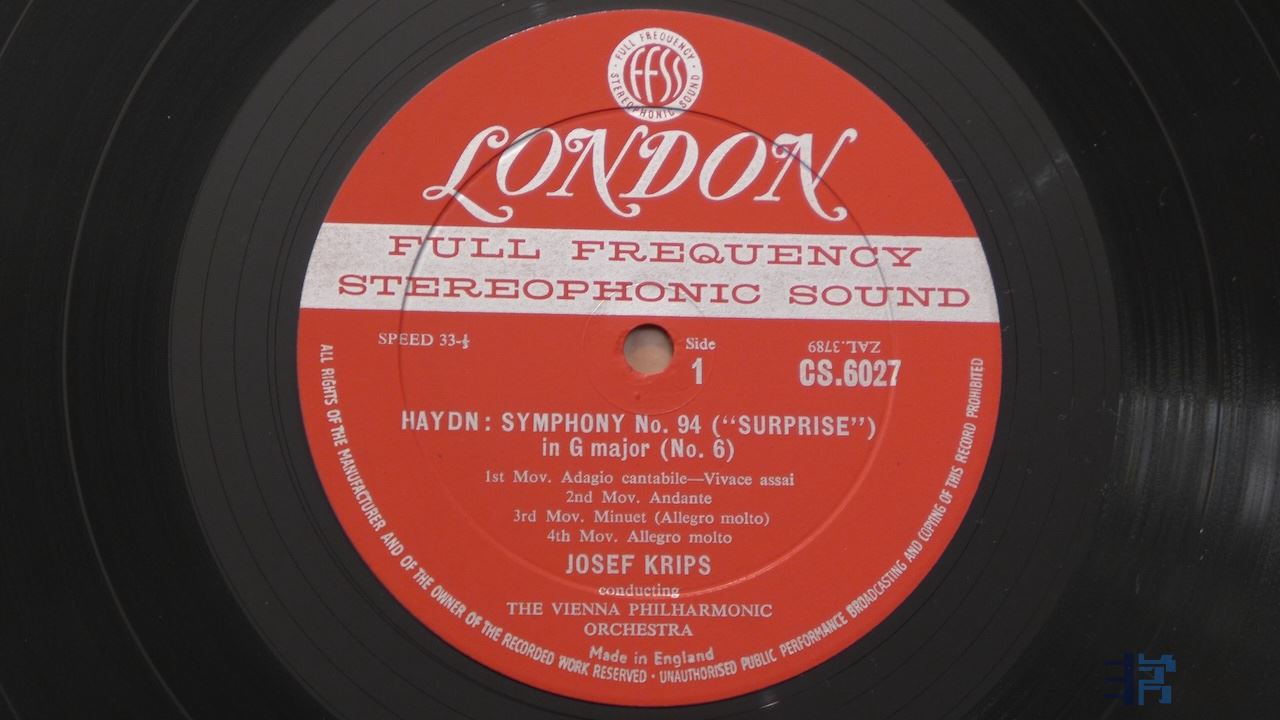 FULL FREQUENCY
FFSS
STEREOPHONIC SOUND
LONDON
FULL FREQUENCY
STEREOPHONIC SOUND
SPEED 33-⅓
Side
1
ZAL.3789
CS.6027
HAYDN: SYMPHONY No. 94 (“SURPRISE”)
in G major (No. 6)
1st Mov. Adagio cantabile—Vivace assai
2nd Mov. Andante
3rd Mov. Minuet (Allegro molto)
4th Mov. Allegro molto
JOSEF KRIPS
conducting
THE VIENNA PHILHARMONIC
ORCHESTRA
Made in England
ALL RIGHTS OF THE MANUFACTURER AND OF THE OWNER OF THE RECORDED WORK RESERVED · UNAUTHORISED PUBLIC PERFORMANCE BROADCASTING AND COPYING OF THIS RECORD PROHIBITED